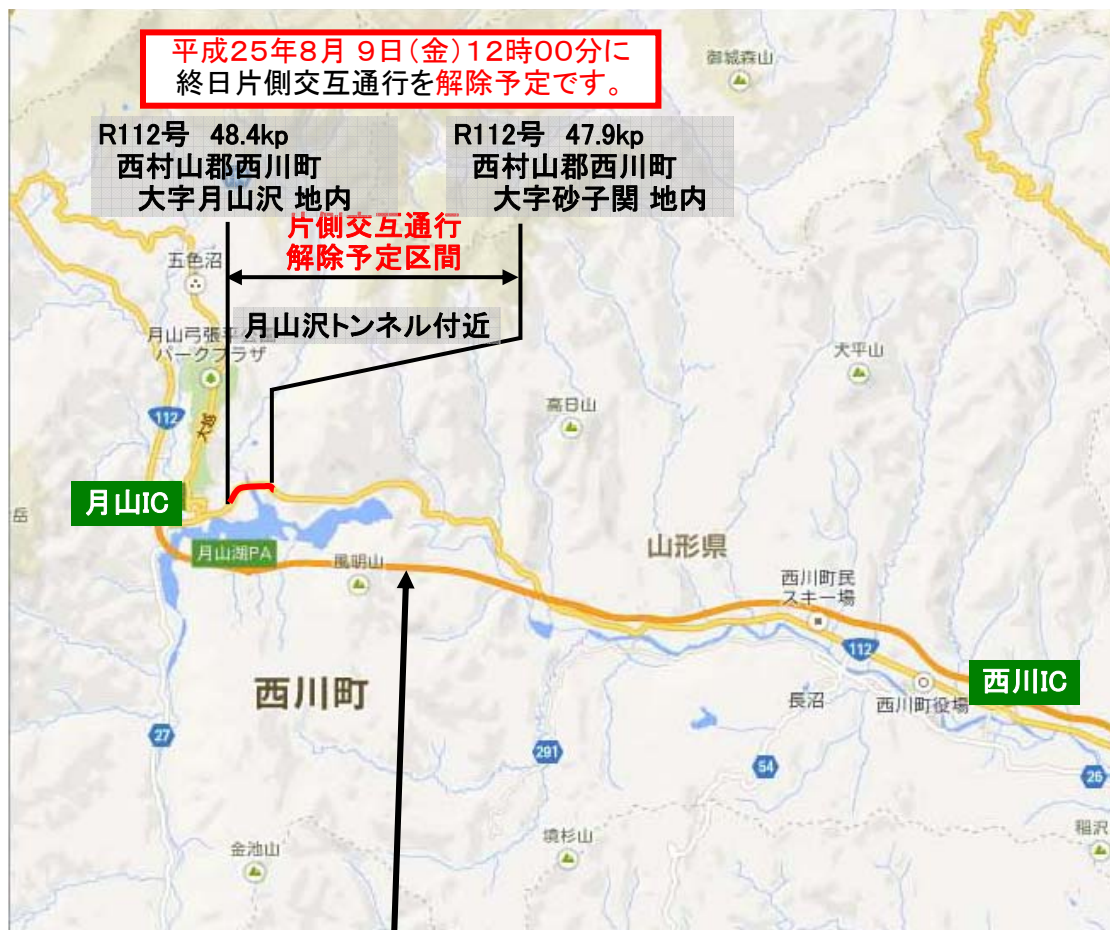 平成25年8月 9日(金)12時00分に
終日片側交互通行を解除予定です。
御城森山
R112号 48.4kp
西村山郡西川町
大字月山沢 地内
R112号 47.9kp
西村山郡西川町
大字砂子関 地内
片側交互通行
解除予定区間
五色沼
月山沢トンネル付近
月山弓張平公園
パークプラザ
大平山
高日山
112
月山IC
岳
月山湖PA
風明山
山形県
西川町民
スキー場
112
西川IC
西川町
長沼
西川町役場
27
291
54
26
境杉山
稲沢
金池山